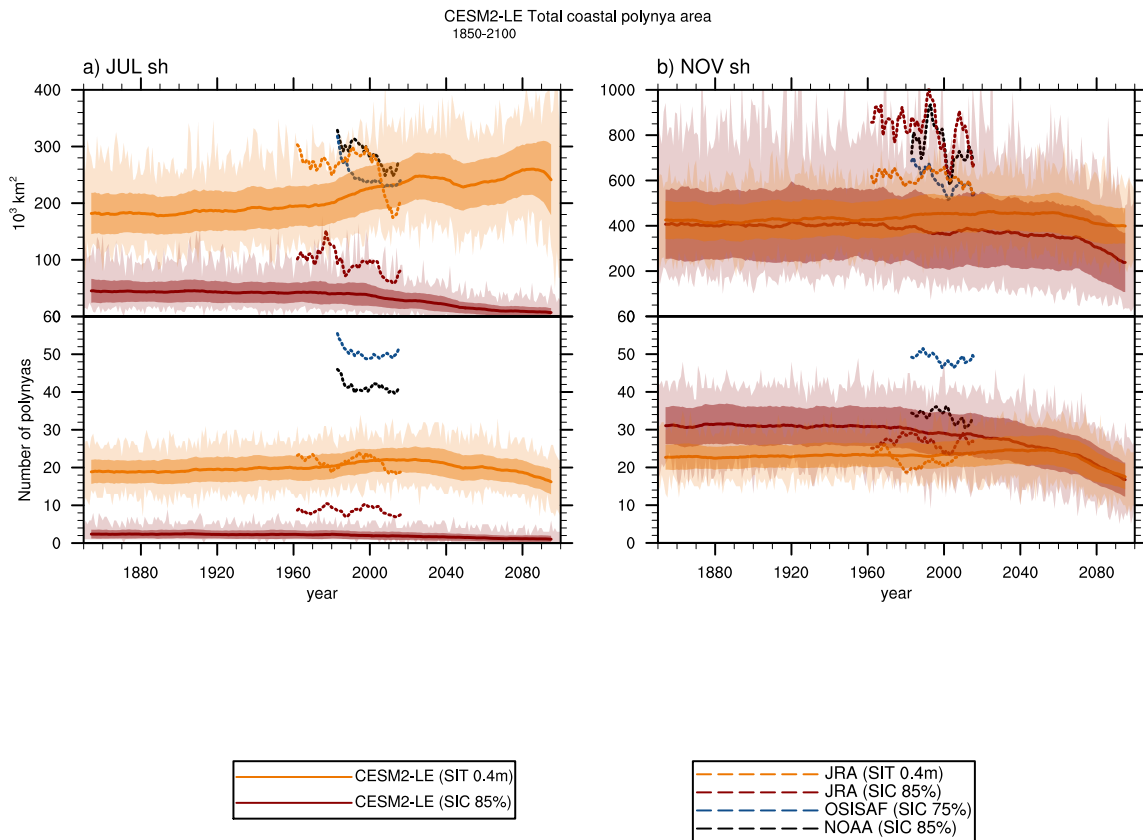 CESM2-LE Total coastal polynya area
1850-2100
a) JUL sh
b) NOV sh
400
300
200
100
0
10³ km²
1000
800
600
400
200
0
60
50
40
30
20
10
0
Number of polynyas
60
50
40
30
20
10
0
1880 1920 1960 2000 2040 2080
year
1880 1920 1960 2000 2040 2080
year
CESM2-LE (SIT 0.4m)
CESM2-LE (SIC 85%)
JRA (SIT 0.4m)
JRA (SIC 85%)
OSISAF (SIC 75%)
NOAA (SIC 85%)